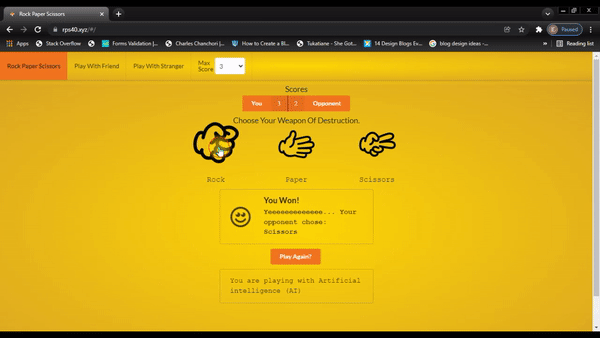 Rock Paper Scissors
rps40.xyz/#/
Paused
Apps
Stack Overflow
Forms Validation |...
Charles Chanchori |...
How to Create a Bl...
Tukatiane - She Got...
14 Design Blogs Ev...
blog design ideas -...
Reading list
Rock Paper Scissors
Play With Friend
Play With Stranger
Max
Score
3
Scores
You 1 2 Opponent
Choose Your Weapon Of Destruction.
Rock Paper Scissors
You Won!
Yeeeeeeeeeeeee... Your
opponent chose:
Scissors
Play Again?
You are playing with Artificial
intelligence (AI)